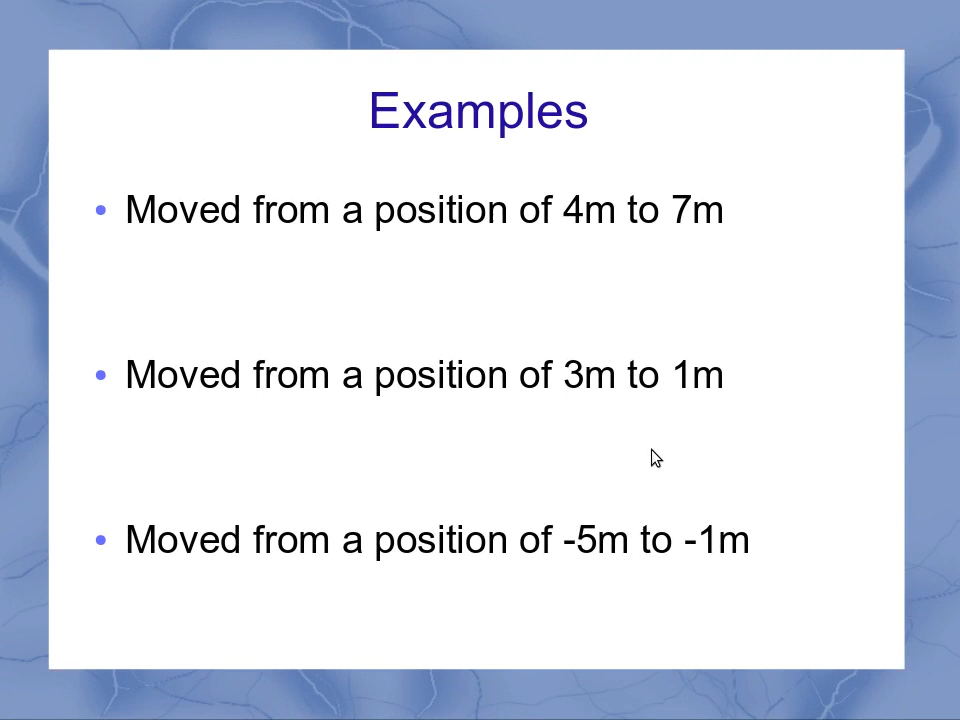 Examples
• Moved from a position of 4m to 7m
• Moved from a position of 3m to 1m
• Moved from a position of -5m to -1m